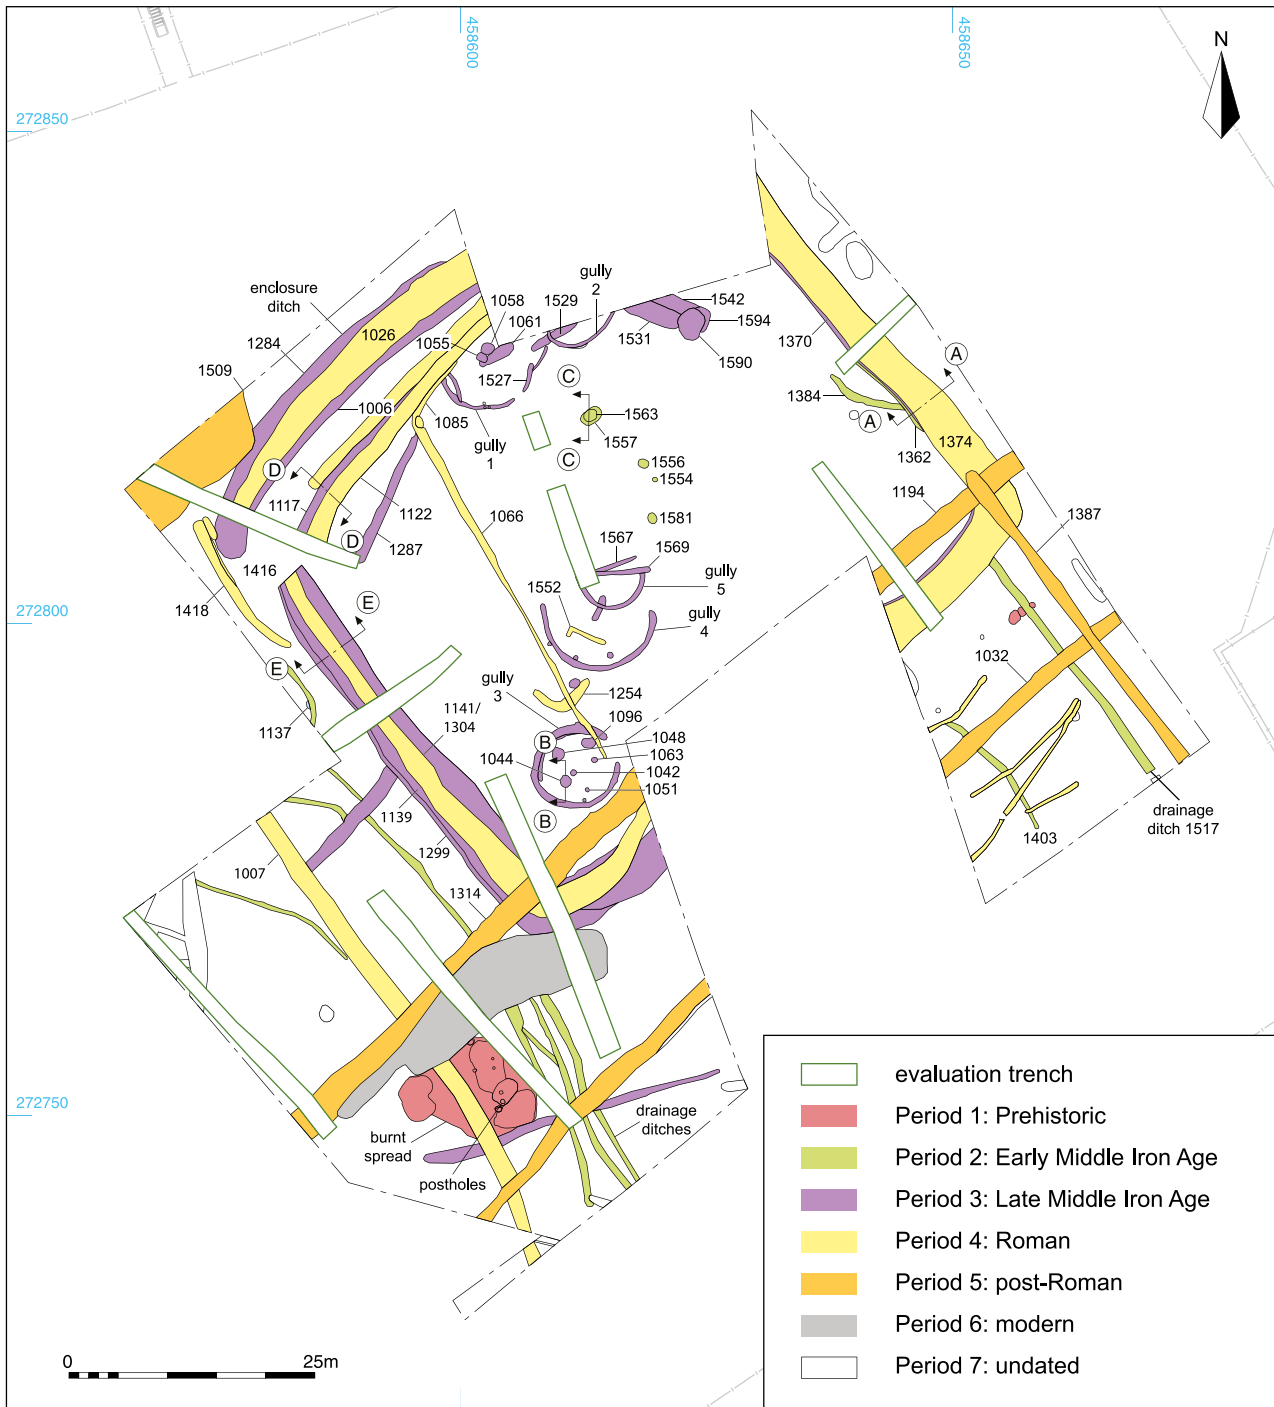 458600
458650
N
272850
gully
2
enclosure
ditch
1529
1542
1058
1061
1594
1026
1284
1055
1531
1370
1590
1509
A
C
1527
1384
1006
1563
A
1085
1557
1374
gully
1
C
1362
1556
D
1554
1194
1117
1122
1066
1387
1581
D
1287
1567
1569
1416
gully
5
1552
272800
E
1418
gully
4
E
gully
3
1254
1032
1141/
1304
1096
1137
B
1048
1044
1063
1042
1051
1139
B
drainage
ditch 1517
1403
1299
1007
1314
272750
drainage
ditches
burnt
spread
postholes
evaluation trench
Period 1: Prehistoric
Period 2: Early Middle Iron Age
Period 3: Late Middle Iron Age
Period 4: Roman
Period 5: post-Roman
Period 6: modern
Period 7: undated
0
25m